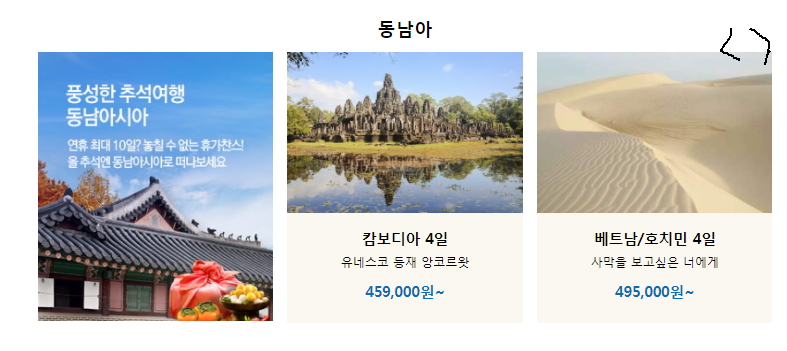 동남아
풍성한 추석여행
동남아시아
연휴 최대 10일? 놓칠 수 없는 휴가찬스!
올 추석엔 동남아시아로 떠나보세요
캄보디아 4일
유네스코 등재 앙코르왓
459,000원~
베트남/호치민 4일
사막을 보고싶은 너에게
495,000원~